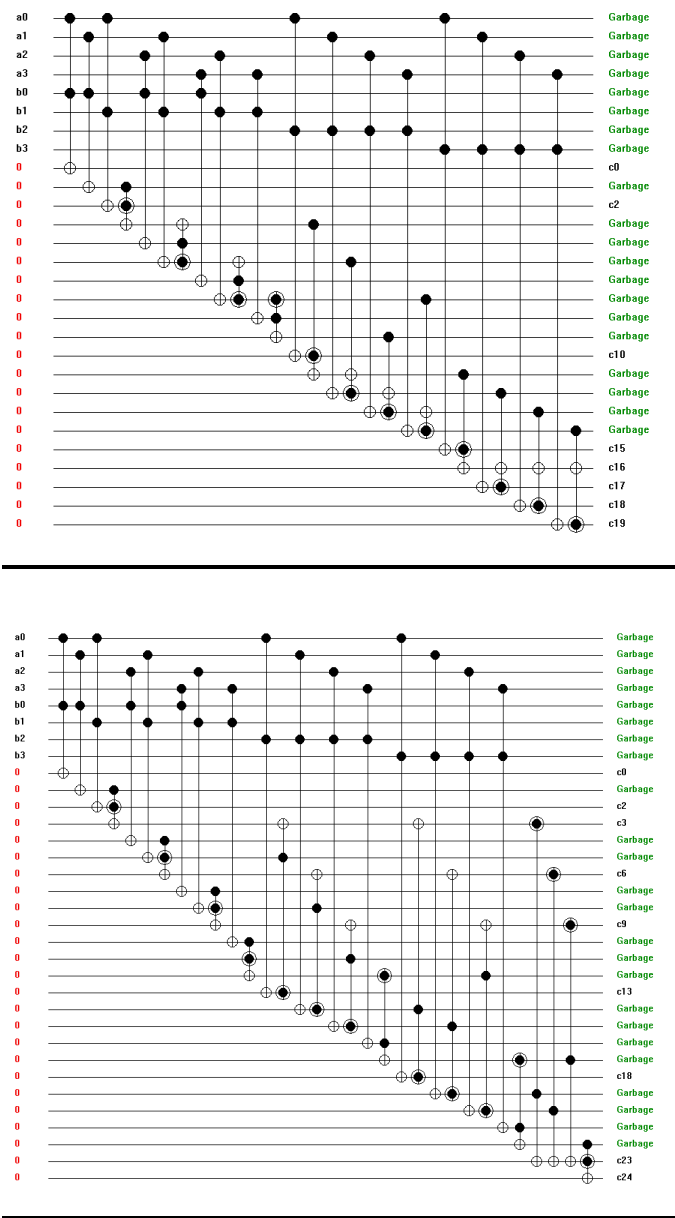 a0 Garbage
a1 Garbage
a2 Garbage
a3 Garbage
b0 Garbage
b1 Garbage
b2 Garbage
b3 Garbage
0 c0
0 Garbage
0 c2
0 Garbage
0 Garbage
0 Garbage
0 Garbage
0 Garbage
0 Garbage
0 Garbage
0 c10
0 Garbage
0 Garbage
0 Garbage
0 Garbage
0 c15
0 c16
0 c17
0 c18
0 c19
a0 Garbage
a1 Garbage
a2 Garbage
a3 Garbage
b0 Garbage
b1 Garbage
b2 Garbage
b3 Garbage
0 c0
0 Garbage
0 c2
0 c3
0 Garbage
0 Garbage
0 c6
0 Garbage
0 Garbage
0 c9
0 Garbage
0 Garbage
0 Garbage
0 c13
0 Garbage
0 Garbage
0 Garbage
0 Garbage
0 c18
0 Garbage
0 Garbage
0 Garbage
0 Garbage
0 c23
0 c24